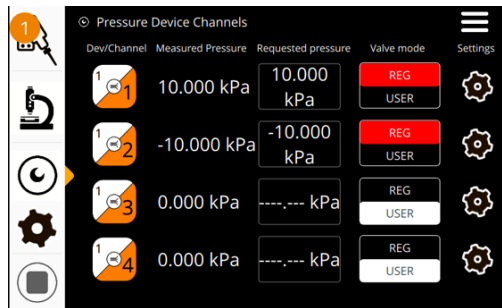 1
Pressure Device Channels
Dev/Channel Measured Pressure Requested pressure Valve mode Settings
1 1 10.000 kPa 10.000 kPa REG USER
1 2 -10.000 kPa -10.000 kPa REG USER
1 3 0.000 kPa ----.--- kPa REG USER
1 4 0.000 kPa ----.--- kPa REG USER